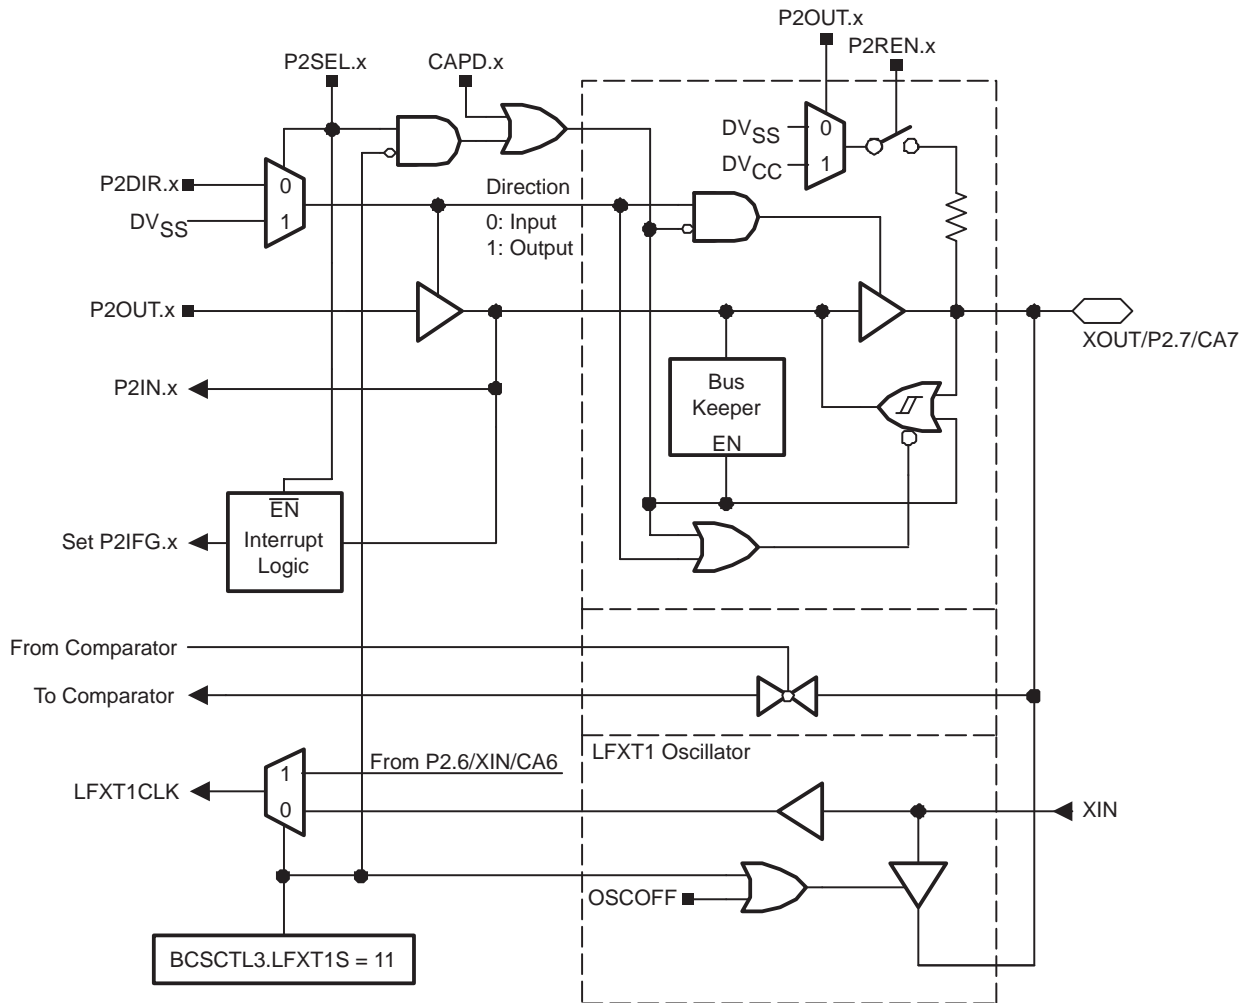 P2OUT.x
P2REN.x
P2SEL.x
CAPD.x
DVSS
0
DVCC
1
P2DIR.x
0
DVSS
1
Direction
0: Input
1: Output
P2OUT.x
XOUT/P2.7/CA7
P2IN.x
Bus
Keeper
EN
EN
Set P2IFG.x
Interrupt
Logic
From Comparator
To Comparator
LFXT1 Oscillator
1
From P2.6/XIN/CA6
LFXT1CLK
0
XIN
OSCOFF
BCSCTL3.LFXT1S = 11